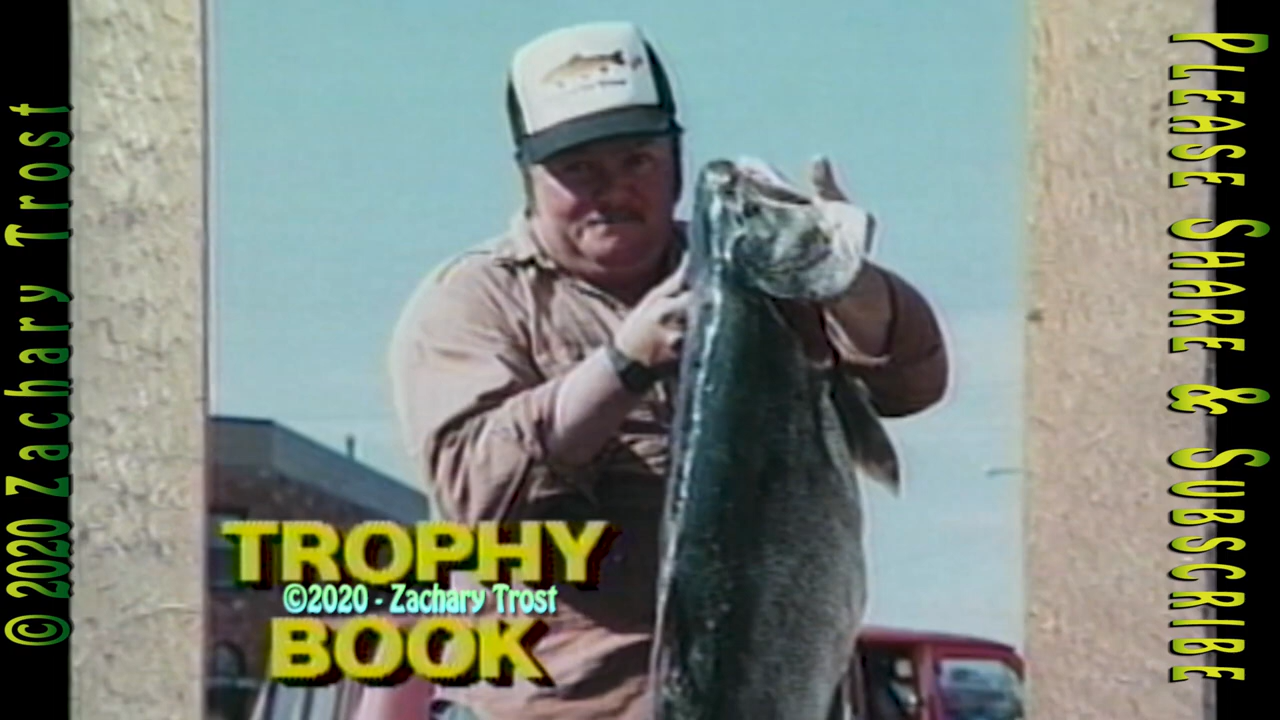 © 2020 Zachary Trost
TROPHY
©2020 - Zachary Trost
BOOK
PLEASE SHARE & SUBSCRIBE